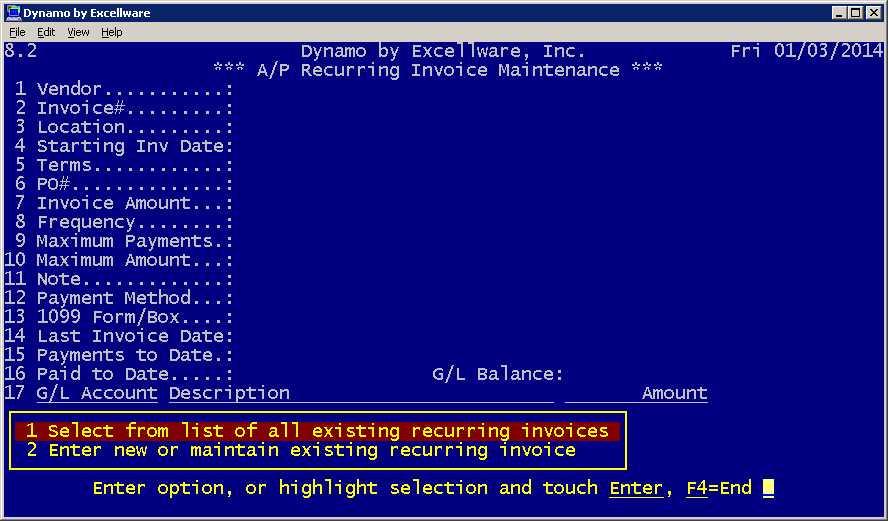 Dynamo by Excellware
File Edit View Help
8.2 Dynamo by Excellware, Inc. Fri 01/03/2014
*** A/P Recurring Invoice Maintenance ***
1 Vendor...........:
2 Invoice#.........:
3 Location.........:
4 Starting Inv Date:
5 Terms............:
6 PO#..............:
7 Invoice Amount...:
8 Frequency........:
9 Maximum Payments.:
10 Maximum Amount...:
11 Note.............:
12 Payment Method...:
13 1099 Form/Box....:
14 Last Invoice Date:
15 Payments to Date.:
16 Paid to Date.....: G/L Balance:
17 G/L Account Description Amount
1 Select from list of all existing recurring invoices
2 Enter new or maintain existing recurring invoice
Enter option, or highlight selection and touch Enter, F4=End